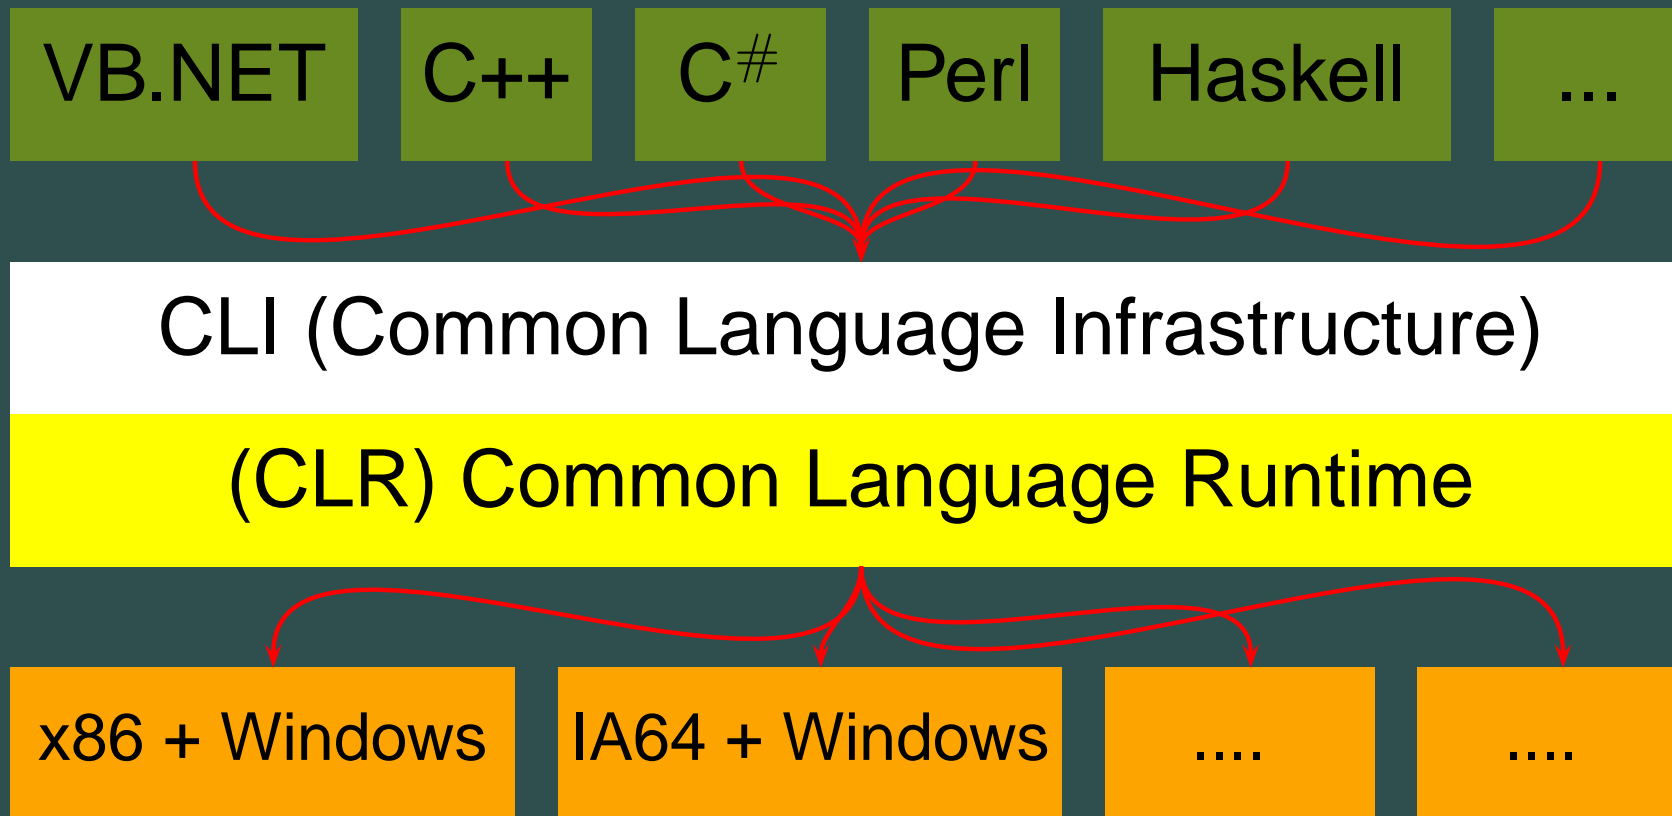 VB.NET C++ C# Perl Haskell ...
CLI (Common Language Infrastructure)
(CLR) Common Language Runtime
x86 + Windows IA64 + Windows .... ....